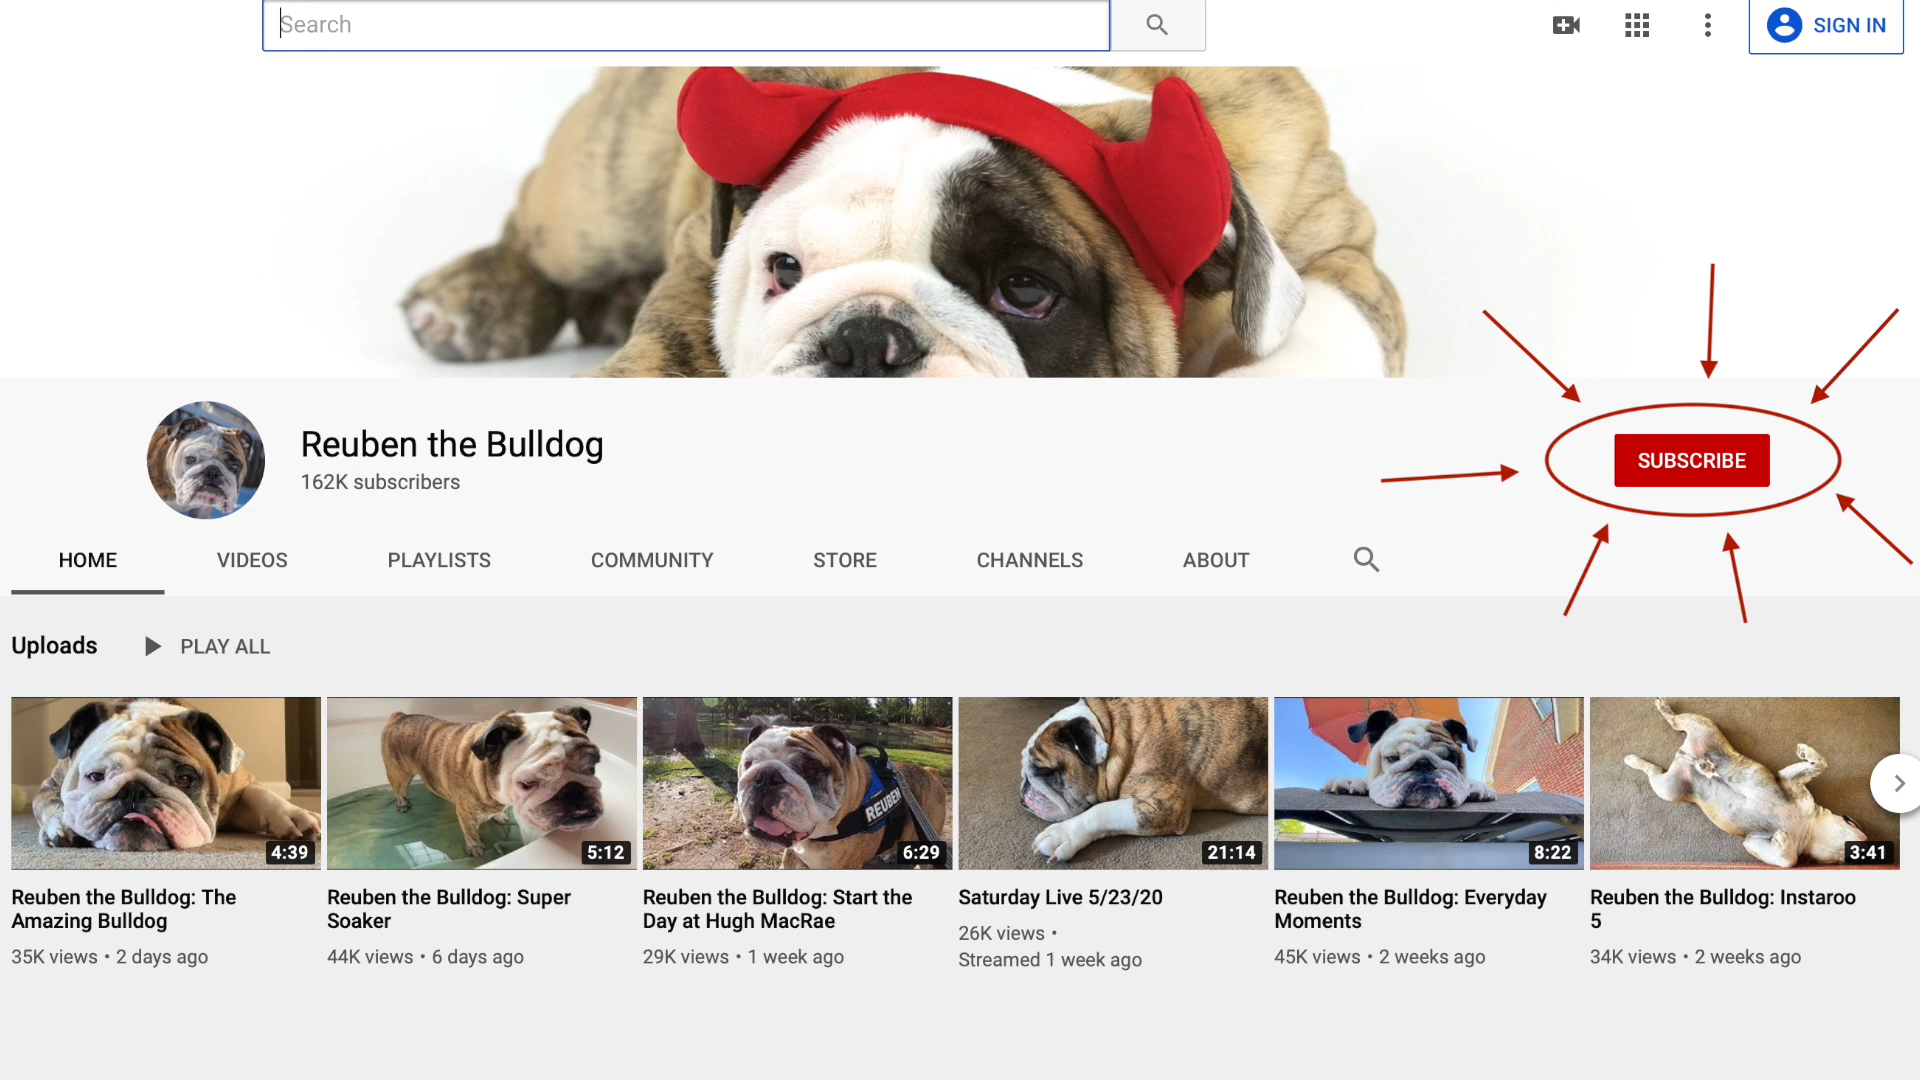 Search
SIGN IN
Reuben the Bulldog
162K subscribers
SUBSCRIBE
HOME VIDEOS PLAYLISTS COMMUNITY STORE CHANNELS ABOUT
Uploads PLAY ALL
REUBEN
4:39 5:12 6:29 21:14 8:22 3:41
Reuben the Bulldog: The
Amazing Bulldog
35K views • 2 days ago
Reuben the Bulldog: Super
Soaker
44K views • 6 days ago
Reuben the Bulldog: Start the
Day at Hugh MacRae
29K views • 1 week ago
Saturday Live 5/23/20
26K views •
Streamed 1 week ago
Reuben the Bulldog: Everyday
Moments
45K views • 2 weeks ago
Reuben the Bulldog: Instaroo
5
34K views • 2 weeks ago